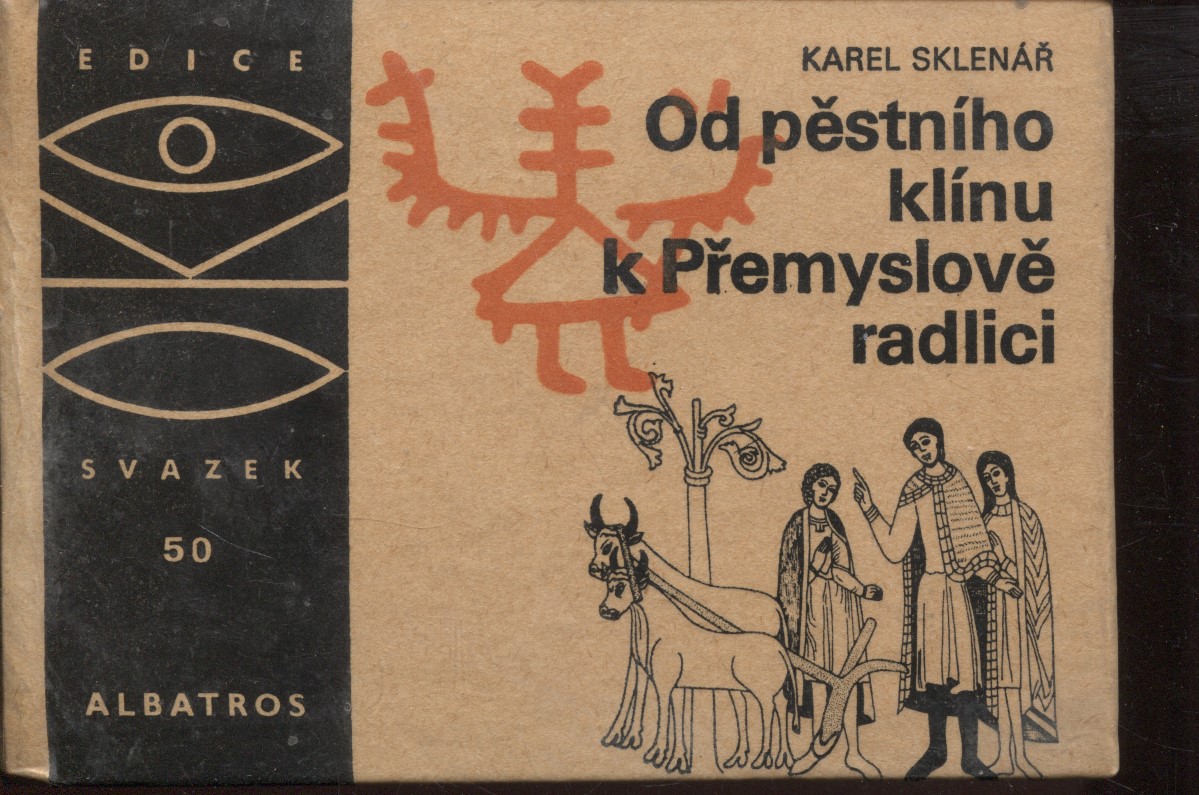 EDICE
SVAZEK
50
ALBATROS
KAREL SKLENÁŘ
Od pěstního
klínu
k Přemyslově
radlici